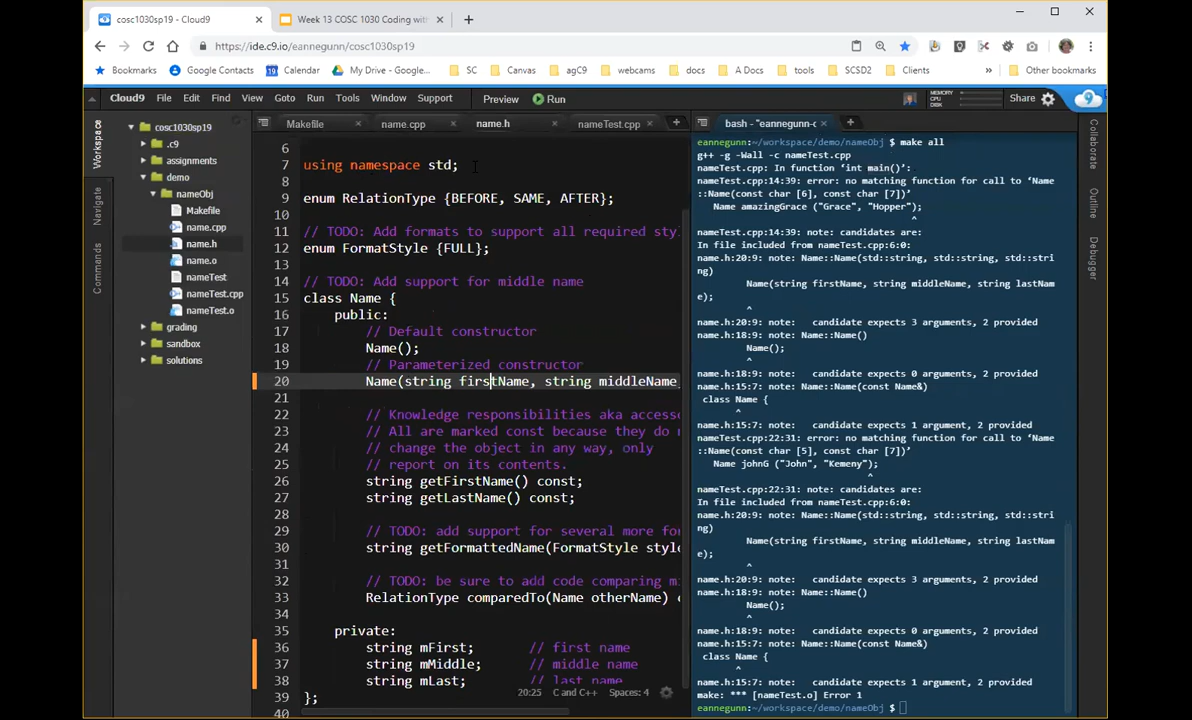 cosc1030sp19 - Cloud9
Week 13 COSC 1030 Coding with
https://ide.c9.io/eannegunn/cosc1030sp19
Bookmarks
Google Contacts
19 Calendar
My Drive - Google...
SC
Canvas
agC9
webcams
docs
A Docs
tools
SCSD2
Clients
»
Other bookmarks
Cloud9
File
Edit
Find
View
Goto
Run
Tools
Window
Support
Preview
Run
MEMORY
CPU
DISK
Share
Workspace
Navigate
Commands
cosc1030sp19
.c9
assignments
demo
nameObj
Makefile
name.cpp
name.h
name.o
nameTest
nameTest.cpp
nameTest.o
grading
sandbox
solutions
Makefile
name.cpp
name.h
nameTest.cpp
6
7 using namespace std;
8
9 enum RelationType {BEFORE, SAME, AFTER};
10
11 // TODO: Add formats to support all required sty
12 enum FormatStyle {FULL};
13
14 // TODO: Add support for middle name
15 class Name {
16 public:
17 // Default constructor
18 Name();
19 // Parameterized constructor
20 Name(string firstName, string middleName
21
22 // Knowledge responsibilities aka accesso
23 // All are marked const because they do n
24 // change the object in any way, only
25 // report on its contents.
26 string getFirstName() const;
27 string getLastName() const;
28
29 // TODO: add support for several more fo
30 string getFormattedName(FormatStyle style
31
32 // TODO: be sure to add code comparing mi
33 RelationType comparedTo(Name otherName) c
34
35 private:
36 string mFirst; // first name
37 string mMiddle; // middle name
38 string mLast; // last name
39 };
40
20:25 C and C++ Spaces: 4
bash - "eannegunn-c
eannegunn:~/workspace/demo/nameObj $ make all
g++ -g -Wall -c nameTest.cpp
nameTest.cpp: In function ‘int main()’:
nameTest.cpp:14:39: error: no matching function for call to ‘Name
::Name(const char [6], const char [7])’
Name amazingGrace ("Grace", "Hopper");
^
nameTest.cpp:14:39: note: candidates are:
In file included from nameTest.cpp:6:0:
name.h:20:9: note: Name::Name(std::string, std::string, std::stri
ng)
Name(string firstName, string middleName, string lastNam
e);
^
name.h:20:9: note:   candidate expects 3 arguments, 2 provided
name.h:18:9: note: Name::Name()
Name();
^
name.h:18:9: note:   candidate expects 0 arguments, 2 provided
name.h:15:7: note: Name::Name(const Name&)
class Name {
^
name.h:15:7: note:   candidate expects 1 argument, 2 provided
nameTest.cpp:22:31: error: no matching function for call to ‘Name
::Name(const char [5], const char [7])’
Name johnG ("John", "Kemeny");
^
nameTest.cpp:22:31: note: candidates are:
In file included from nameTest.cpp:6:0:
name.h:20:9: note: Name::Name(std::string, std::string, std::stri
ng)
Name(string firstName, string middleName, string lastNam
e);
^
name.h:20:9: note:   candidate expects 3 arguments, 2 provided
name.h:18:9: note: Name::Name()
Name();
^
name.h:18:9: note:   candidate expects 0 arguments, 2 provided
name.h:15:7: note: Name::Name(const Name&)
class Name {
^
name.h:15:7: note:   candidate expects 1 argument, 2 provided
make: *** [nameTest.o] Error 1
eannegunn:~/workspace/demo/nameObj $
Collaborate
Outline
Debugger